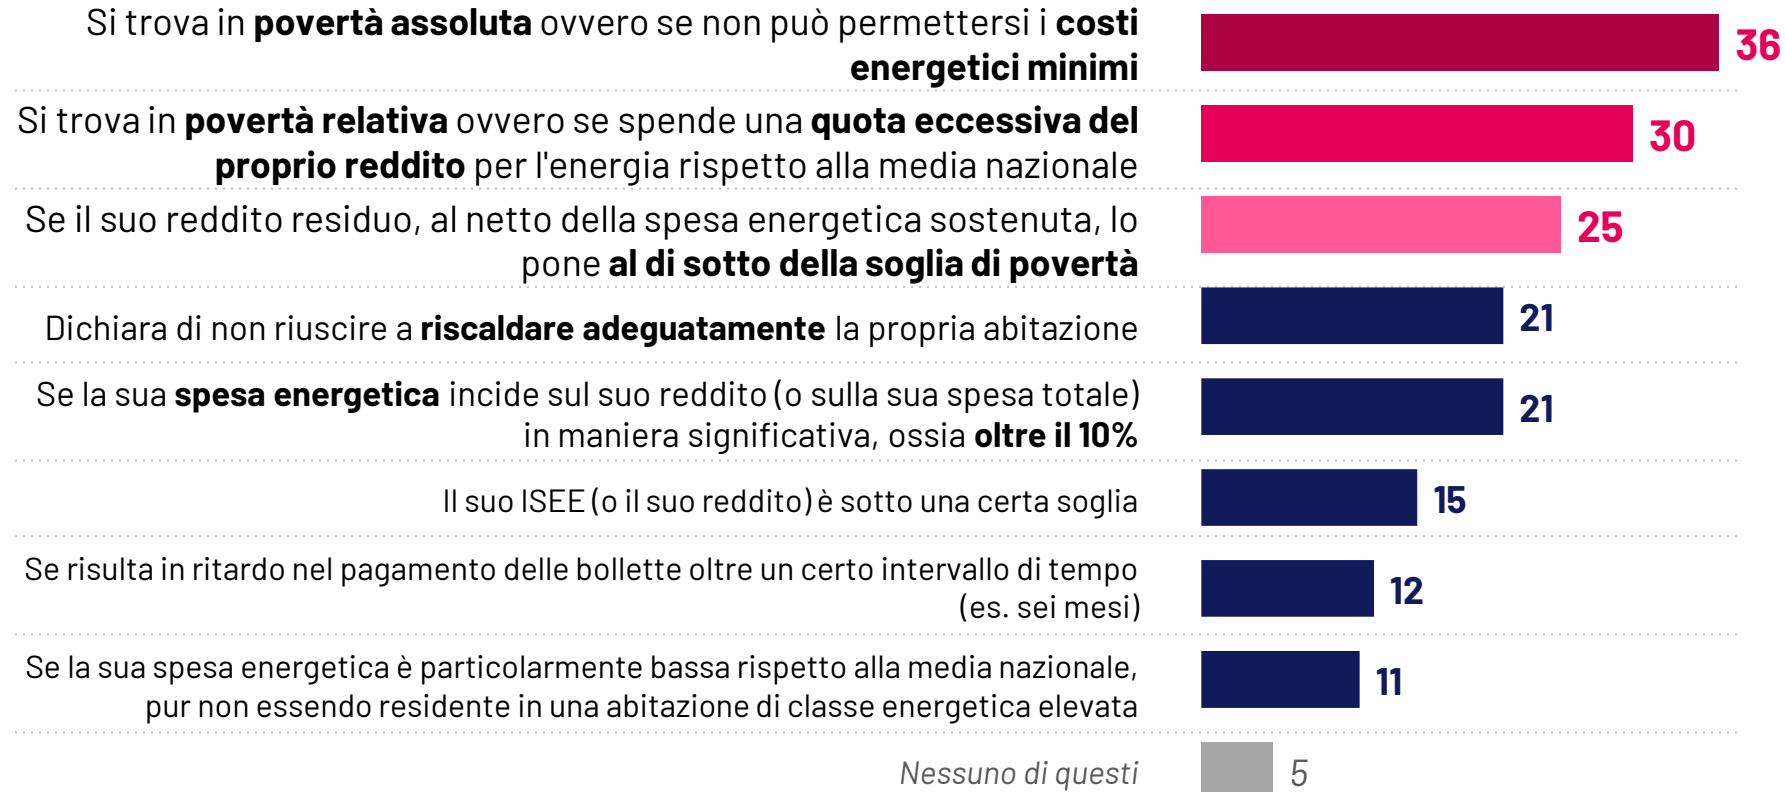 Si trova in povertà assoluta ovvero se non può permettersi i costi
energetici minimi
36
Si trova in povertà relativa ovvero se spende una quota eccessiva del
proprio reddito per l'energia rispetto alla media nazionale
30
Se il suo reddito residuo, al netto della spesa energetica sostenuta, lo
pone al di sotto della soglia di povertà
25
Dichiara di non riuscire a riscaldare adeguatamente la propria abitazione
21
Se la sua spesa energetica incide sul suo reddito (o sulla sua spesa totale)
in maniera significativa, ossia oltre il 10%
21
Il suo ISEE (o il suo reddito) è sotto una certa soglia
15
Se risulta in ritardo nel pagamento delle bollette oltre un certo intervallo di tempo
(es. sei mesi)
12
Se la sua spesa energetica è particolarmente bassa rispetto alla media nazionale,
pur non essendo residente in una abitazione di classe energetica elevata
11
Nessuno di questi
5